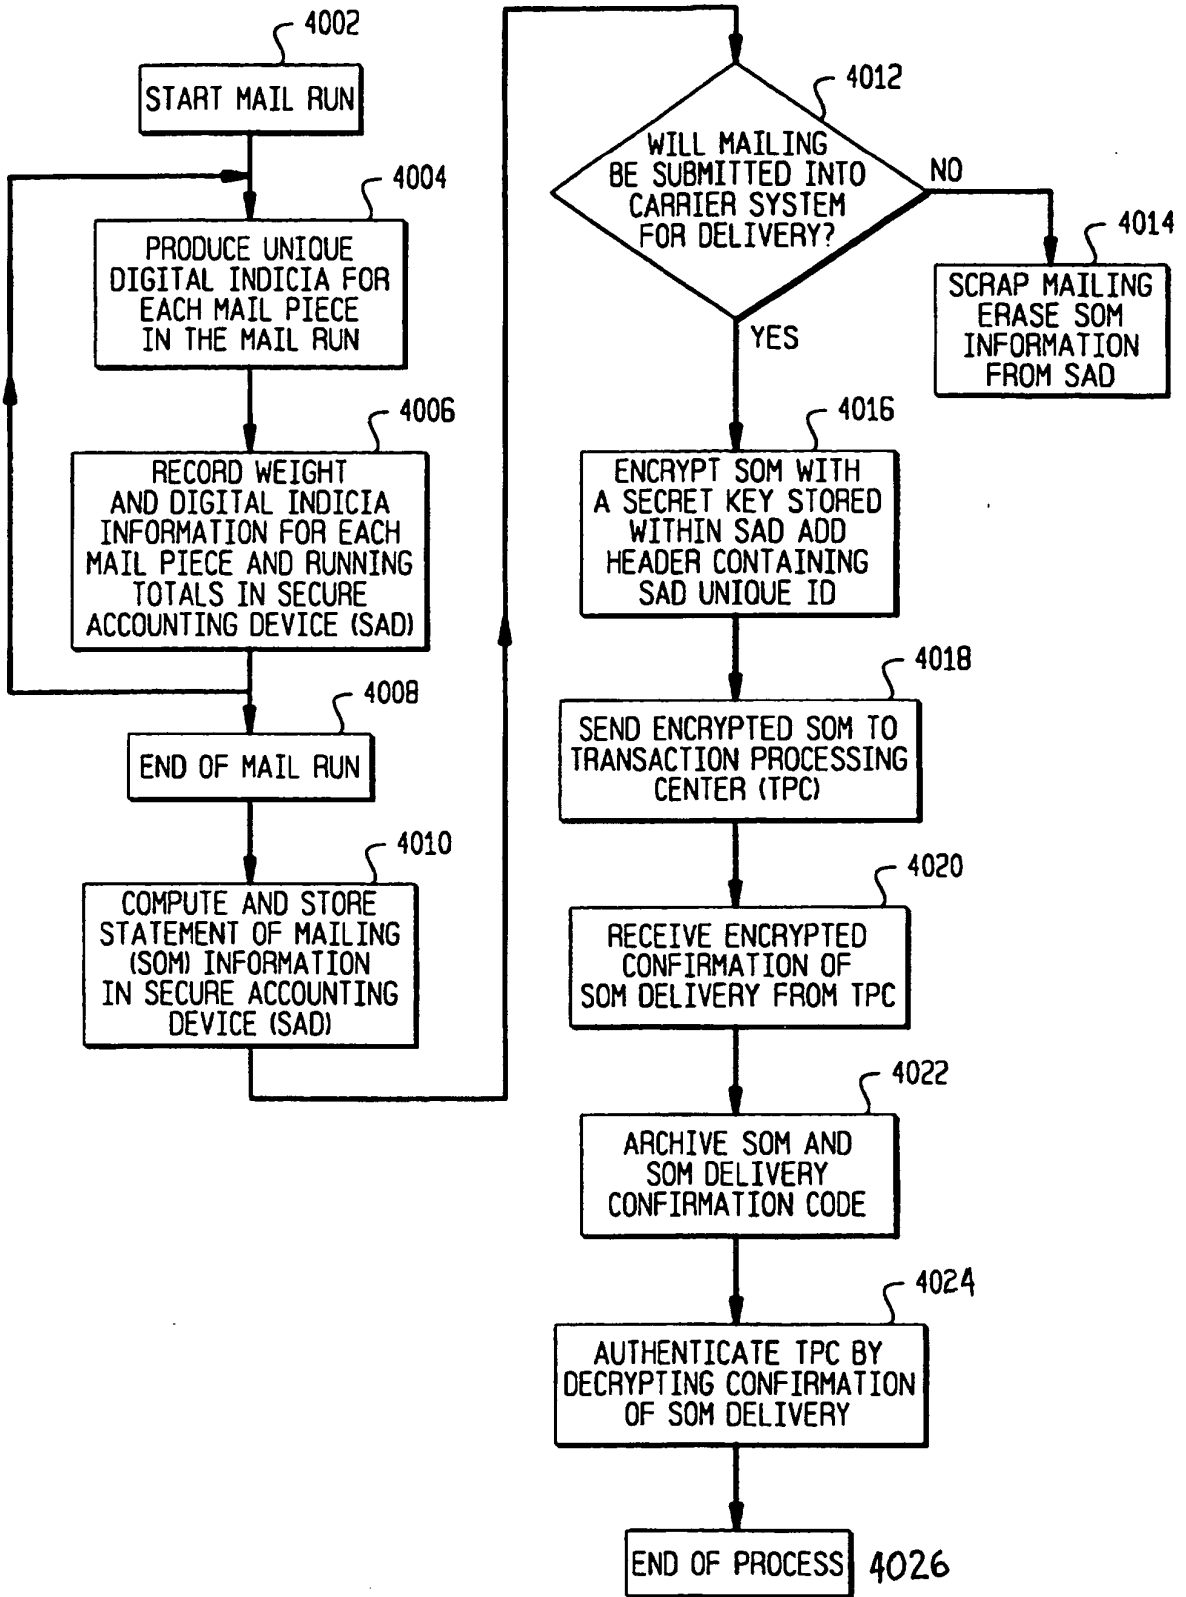 4002
START MAIL RUN
4004
PRODUCE UNIQUE
DIGITAL INDICIA FOR
EACH MAIL PIECE
IN THE MAIL RUN
4006
RECORD WEIGHT
AND DIGITAL INDICIA
INFORMATION FOR EACH
MAIL PIECE AND RUNNING
TOTALS IN SECURE
ACCOUNTING DEVICE (SAD)
4008
END OF MAIL RUN
4010
COMPUTE AND STORE
STATEMENT OF MAILING
(SOM) INFORMATION
IN SECURE ACCOUNTING
DEVICE (SAD)
4012
WILL MAILING
BE SUBMITTED INTO
CARRIER SYSTEM
FOR DELIVERY?
NO
4014
SCRAP MAILING
ERASE SOM
INFORMATION
FROM SAD
YES
4016
ENCRYPT SOM WITH
A SECRET KEY STORED
WITHIN SAD ADD
HEADER CONTAINING
SAD UNIQUE ID
4018
SEND ENCRYPTED SOM TO
TRANSACTION PROCESSING
CENTER (TPC)
4020
RECEIVE ENCRYPTED
CONFIRMATION OF
SOM DELIVERY FROM TPC
4022
ARCHIVE SOM AND
SOM DELIVERY
CONFIRMATION CODE
4024
AUTHENTICATE TPC BY
DECRYPTING CONFIRMATION
OF SOM DELIVERY
END OF PROCESS 4026